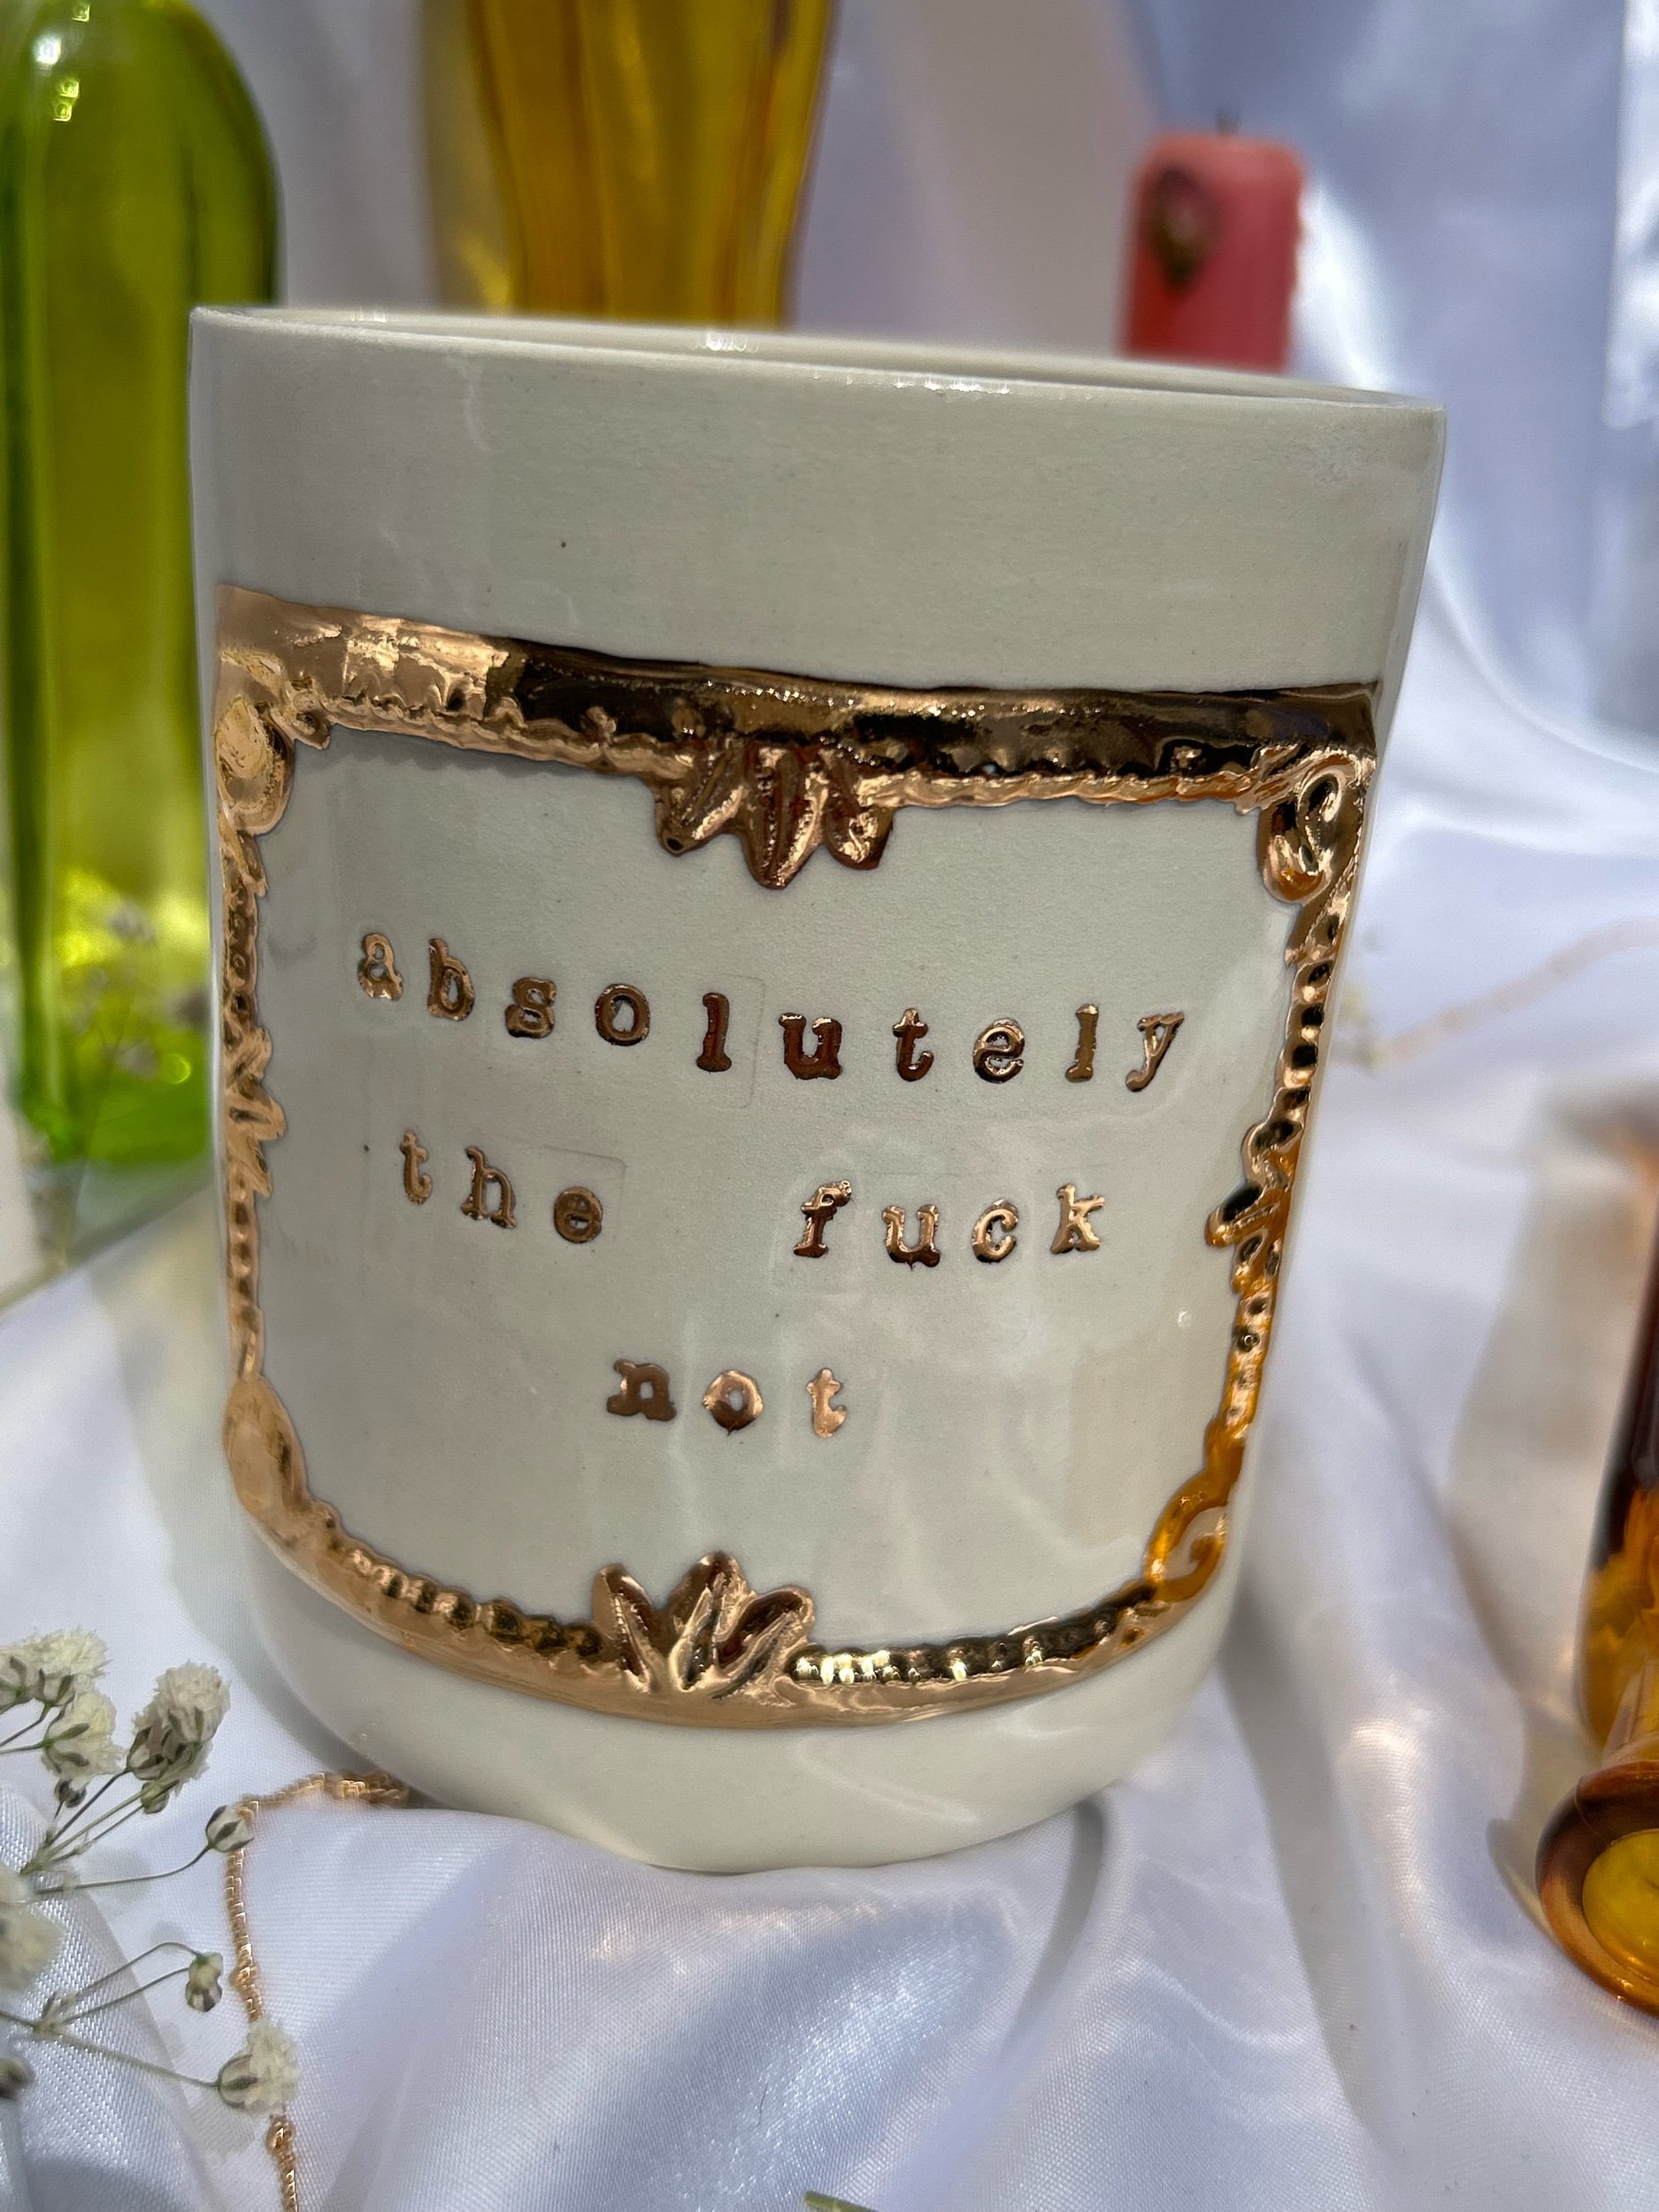 absolutely
the fuck
not